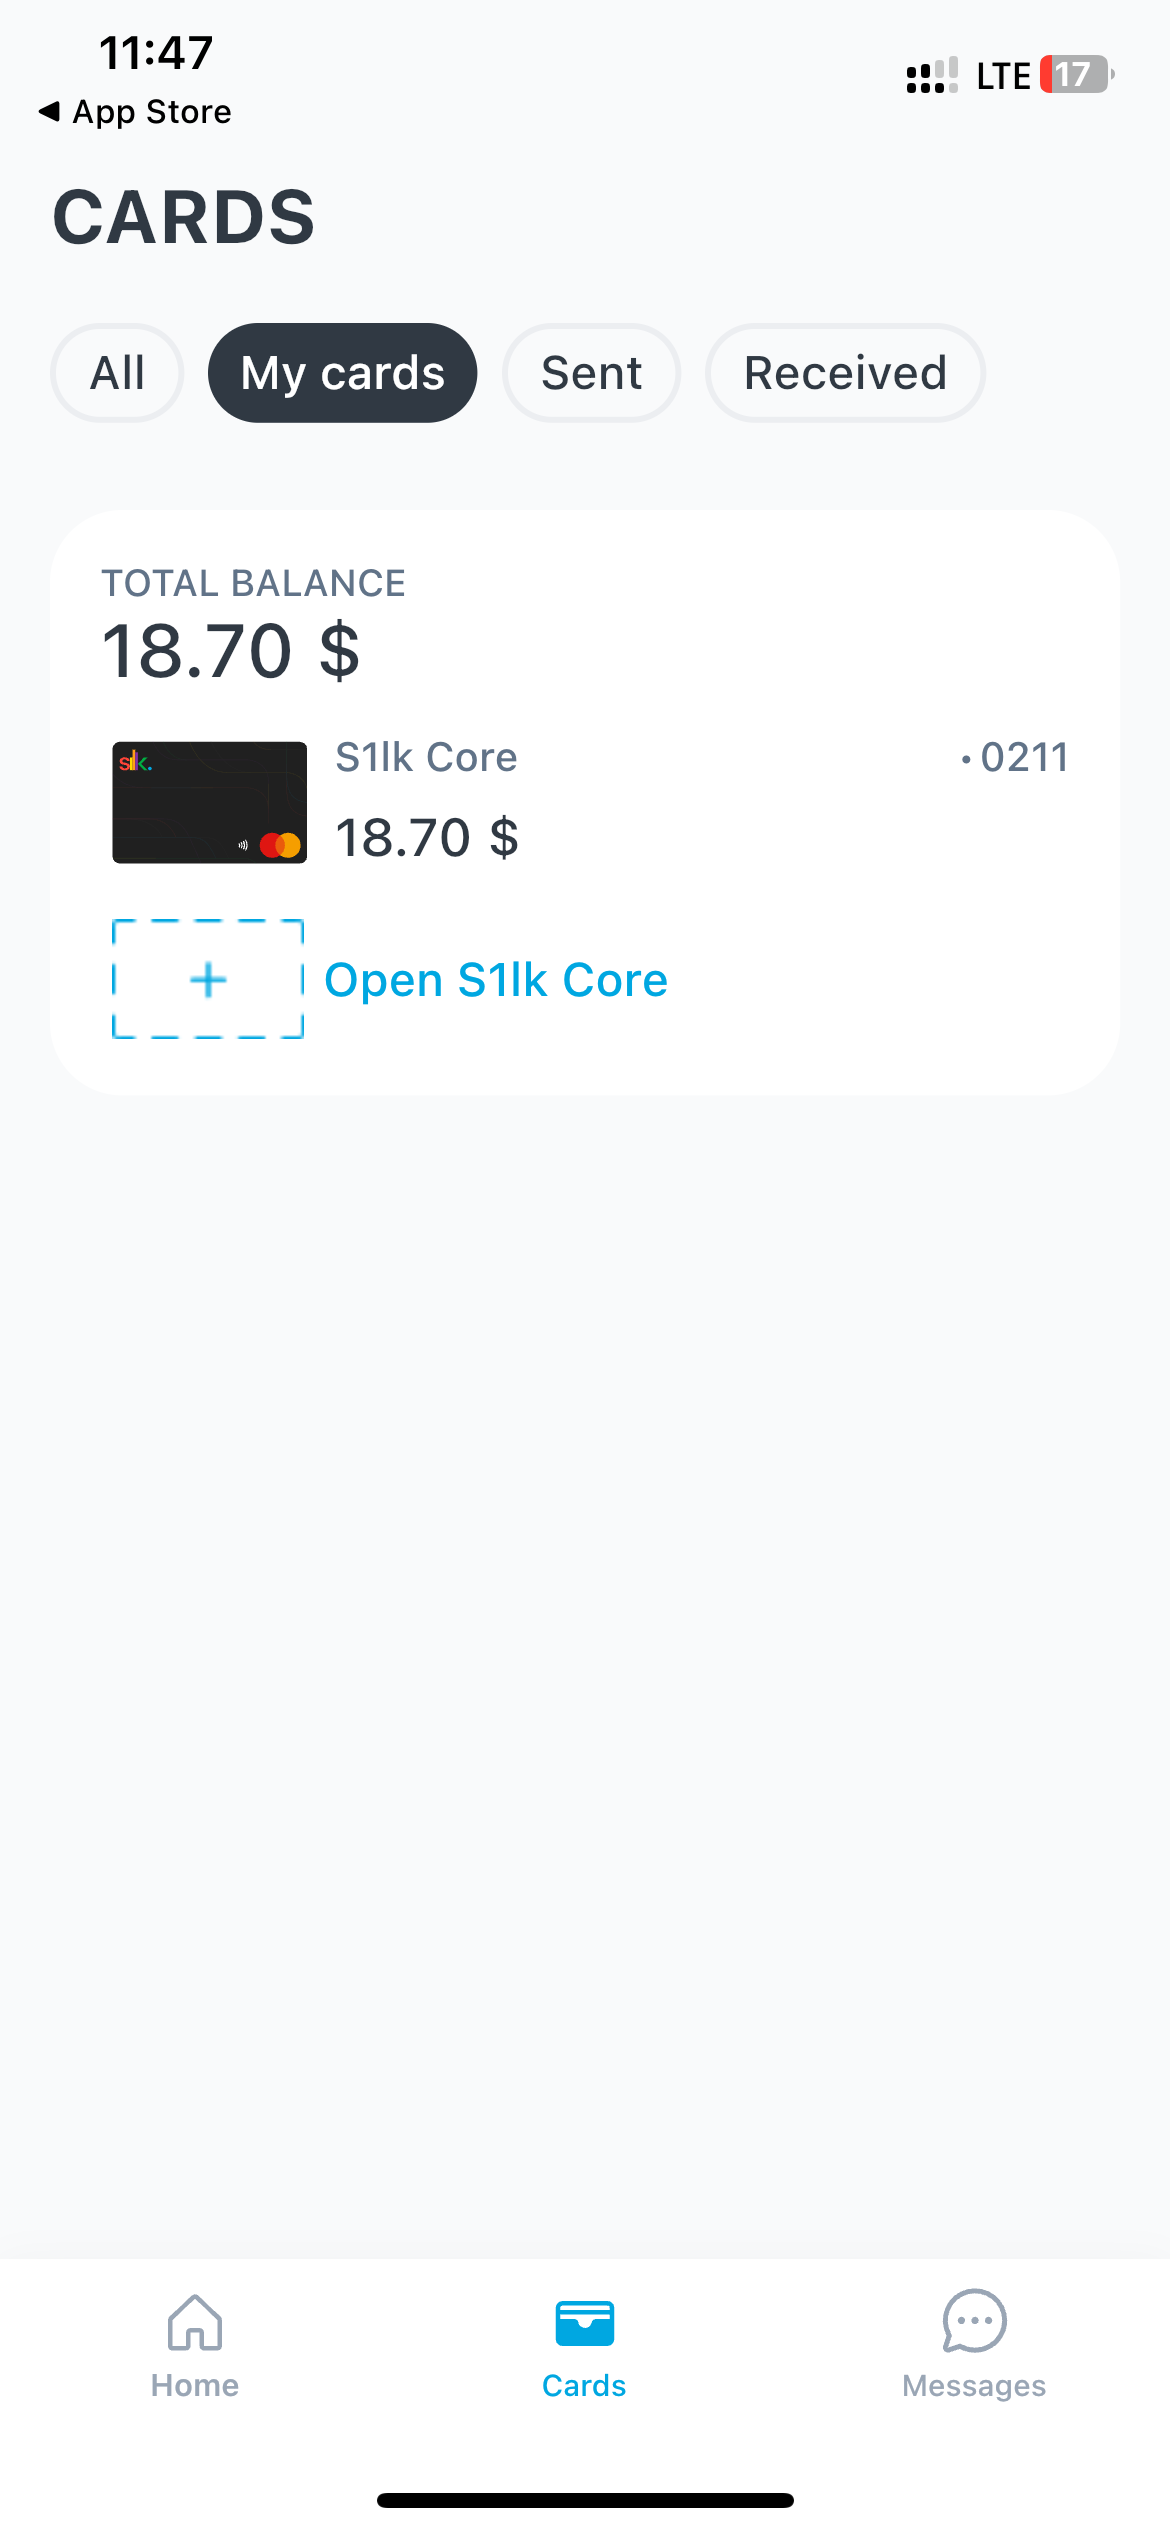 11:47
LTE 17
App Store
CARDS
All
My cards
Sent
Received
TOTAL BALANCE
18.70 $
silk.
S1lk Core
• 0211
18.70 $
Open S1lk Core
Home
Cards
Messages